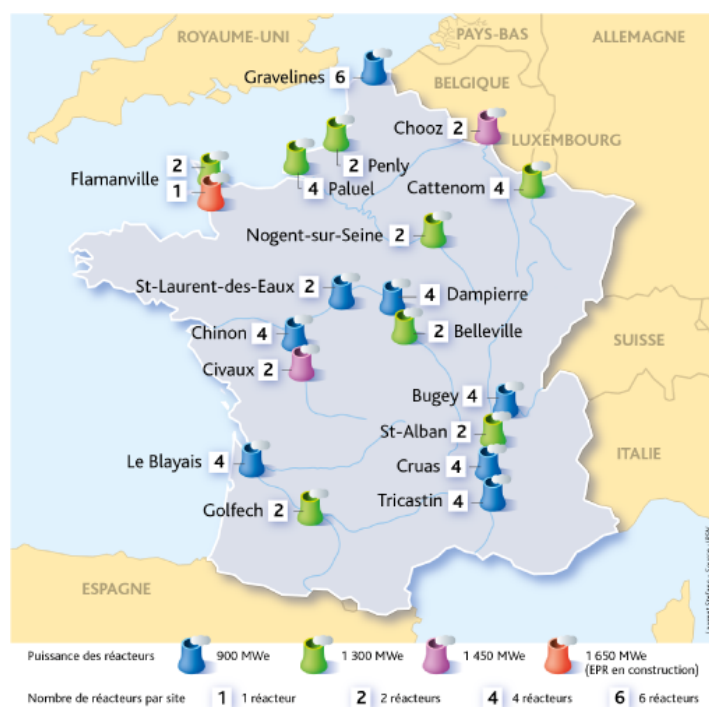 ROYAUME-UNI
PAYS-BAS
ALLEMAGNE
Gravelines 6
BELGIQUE
Chooz 2
LUXEMBOURG
2
Flamanville
1
2 Penly
4 Paluel
Cattenom 4
Nogent-sur-Seine 2
St-Laurent-des-Eaux 2
4 Dampierre
Chinon 4
2 Belleville
SUISSE
Civaux 2
Bugey 4
St-Alban 2
ITALIE
Le Blayais 4
Cruas 4
Tricastin 4
Golfech 2
ESPAGNE
Puissance des réacteurs 900 MWe 1 300 MWe 1 450 MWe 1 650 MWe
(EPR en construction)
Nombre de réacteurs par site 1 1 réacteur 2 2 réacteurs 4 4 réacteurs 6 6 réacteurs